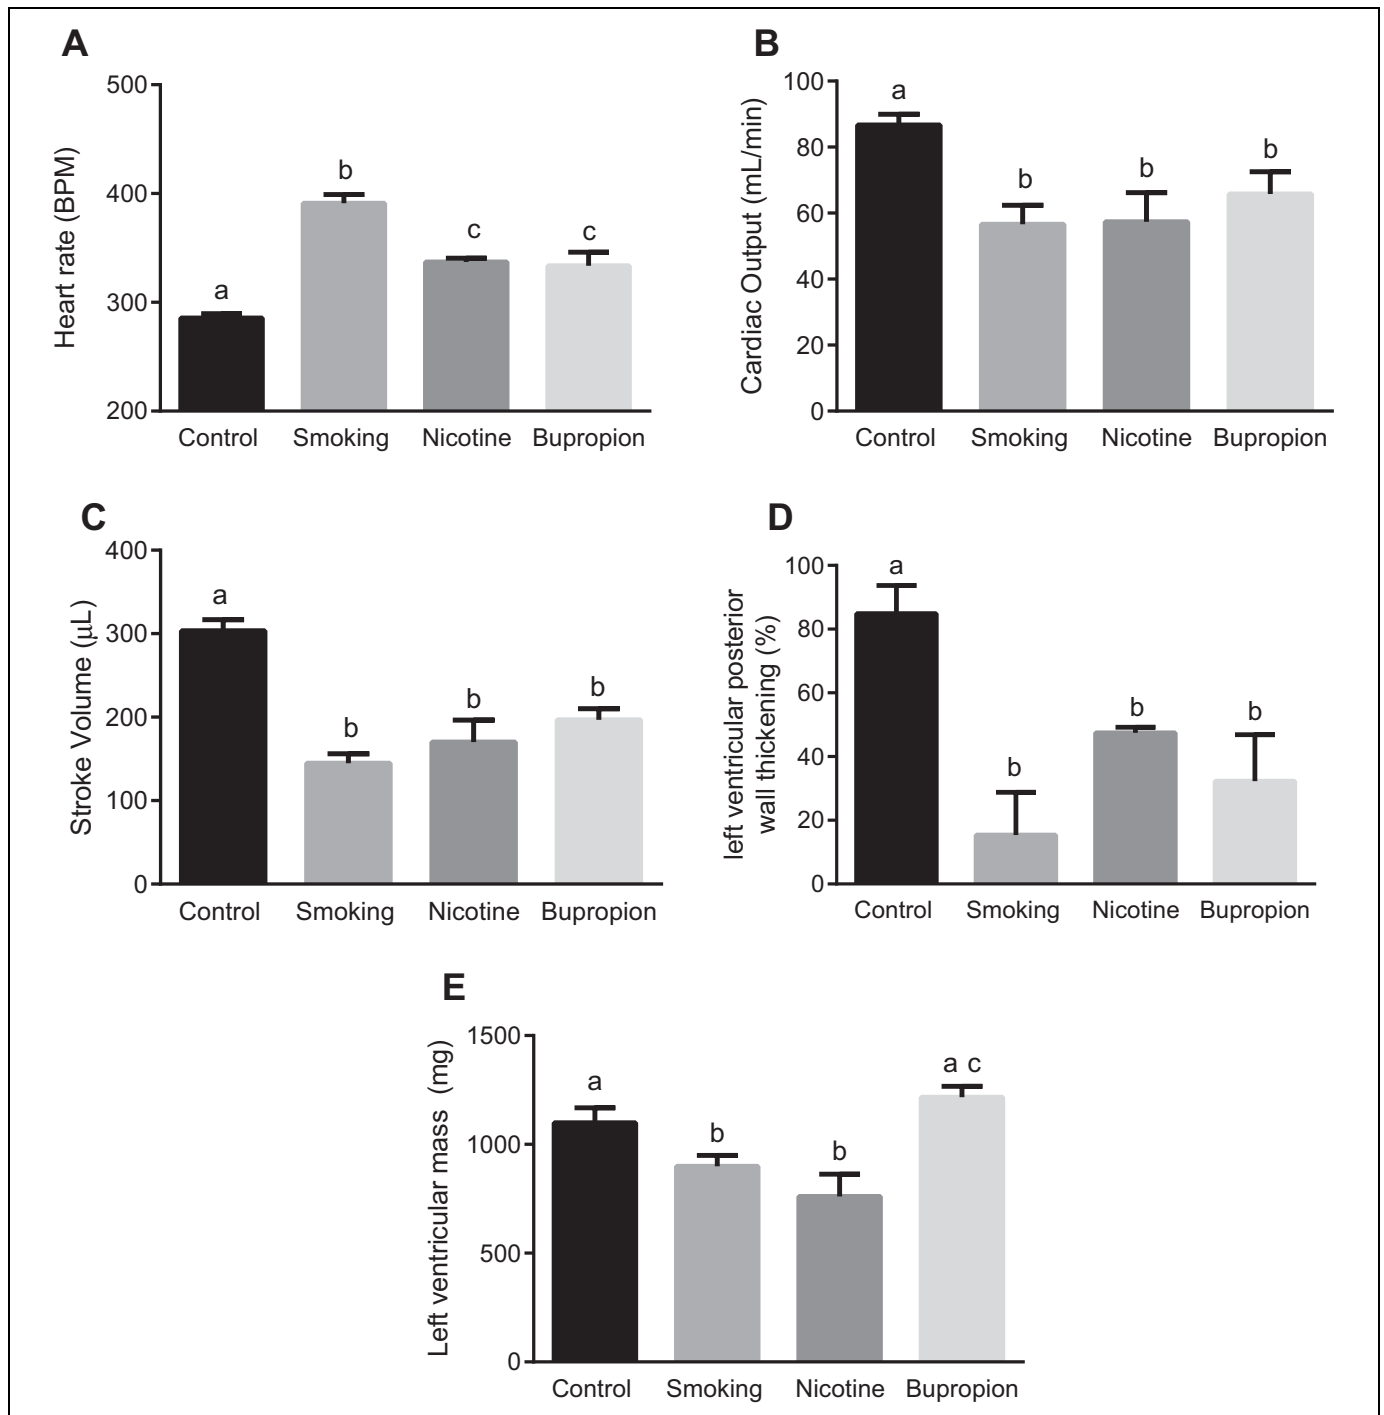 A
500
400
300
200
Heart rate (BPM)
a
b
c
c
Control Smoking Nicotine Bupropion
B
100
80
60
40
20
0
Cardiac Output (mL/min)
a
b
b
b
Control Smoking Nicotine Bupropion
C
400
300
200
100
0
Stroke Volume (μL)
a
b
b
b
Control Smoking Nicotine Bupropion
D
100
80
60
40
20
0
left ventricular posterior
wall thickening (%)
a
b
b
b
Control Smoking Nicotine Bupropion
E
1500
1000
500
0
Left ventricular mass (mg)
a
b
b
a c
Control Smoking Nicotine Bupropion